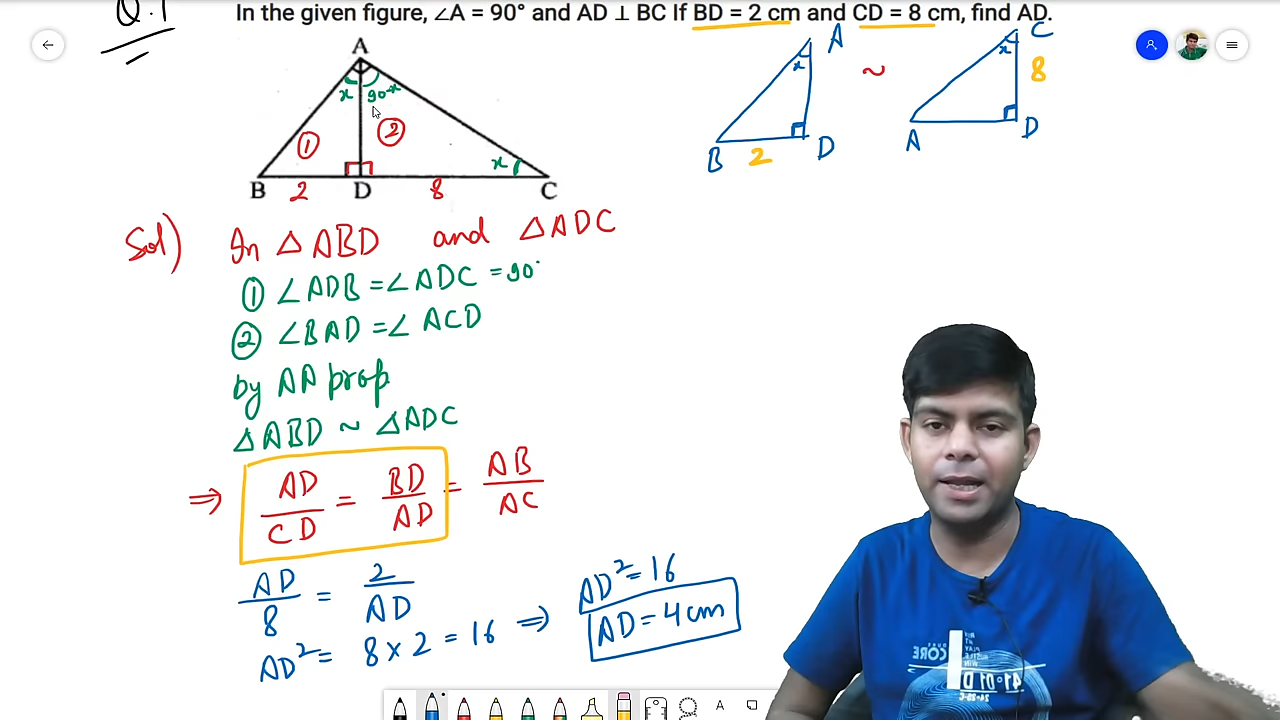 Q.1
In the given figure, ∠A = 90° and AD ⊥ BC If BD = 2 cm and CD = 8 cm, find AD.
A
x 90-x
1 2
x
B D C
2 8
A
x
B 2 D
~
C
x 8
A D
Sol) In △ABD and △ADC
① ∠ADB = ∠ADC = 90°
② ∠BAD = ∠ACD
by AA prop
△ABD ~ △ADC
⇒ AD/CD = BD/AD = AB/AC
AD/8 = 2/AD
AD² = 8 × 2 = 16 ⇒ AD² = 16
AD = 4cm
A
CORE